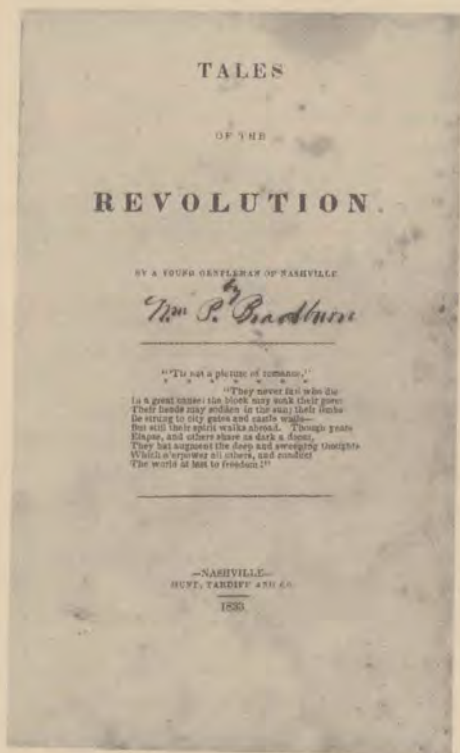 TALES
OF THE
REVOLUTION.
BY A YOUNG GENTLEMAN OF NASHVILLE
by
Wm P. Bradburn
"'Tis not a picture of romance."
* * * * * * *
"They never fail who die
In a great cause: the block may soak their gore;
Their heads may sodden in the sun; their limbs
Be strung to city gates and castle walls—
But still their spirit walks abroad. Though years
Elapse, and others share as dark a doom,
They but augment the deep and sweeping thoughts
Which o'erpower all others, and conduct
The world at last to freedom!"
—NASHVILLE—
HUNT, TARDIFF AND CO.
1833